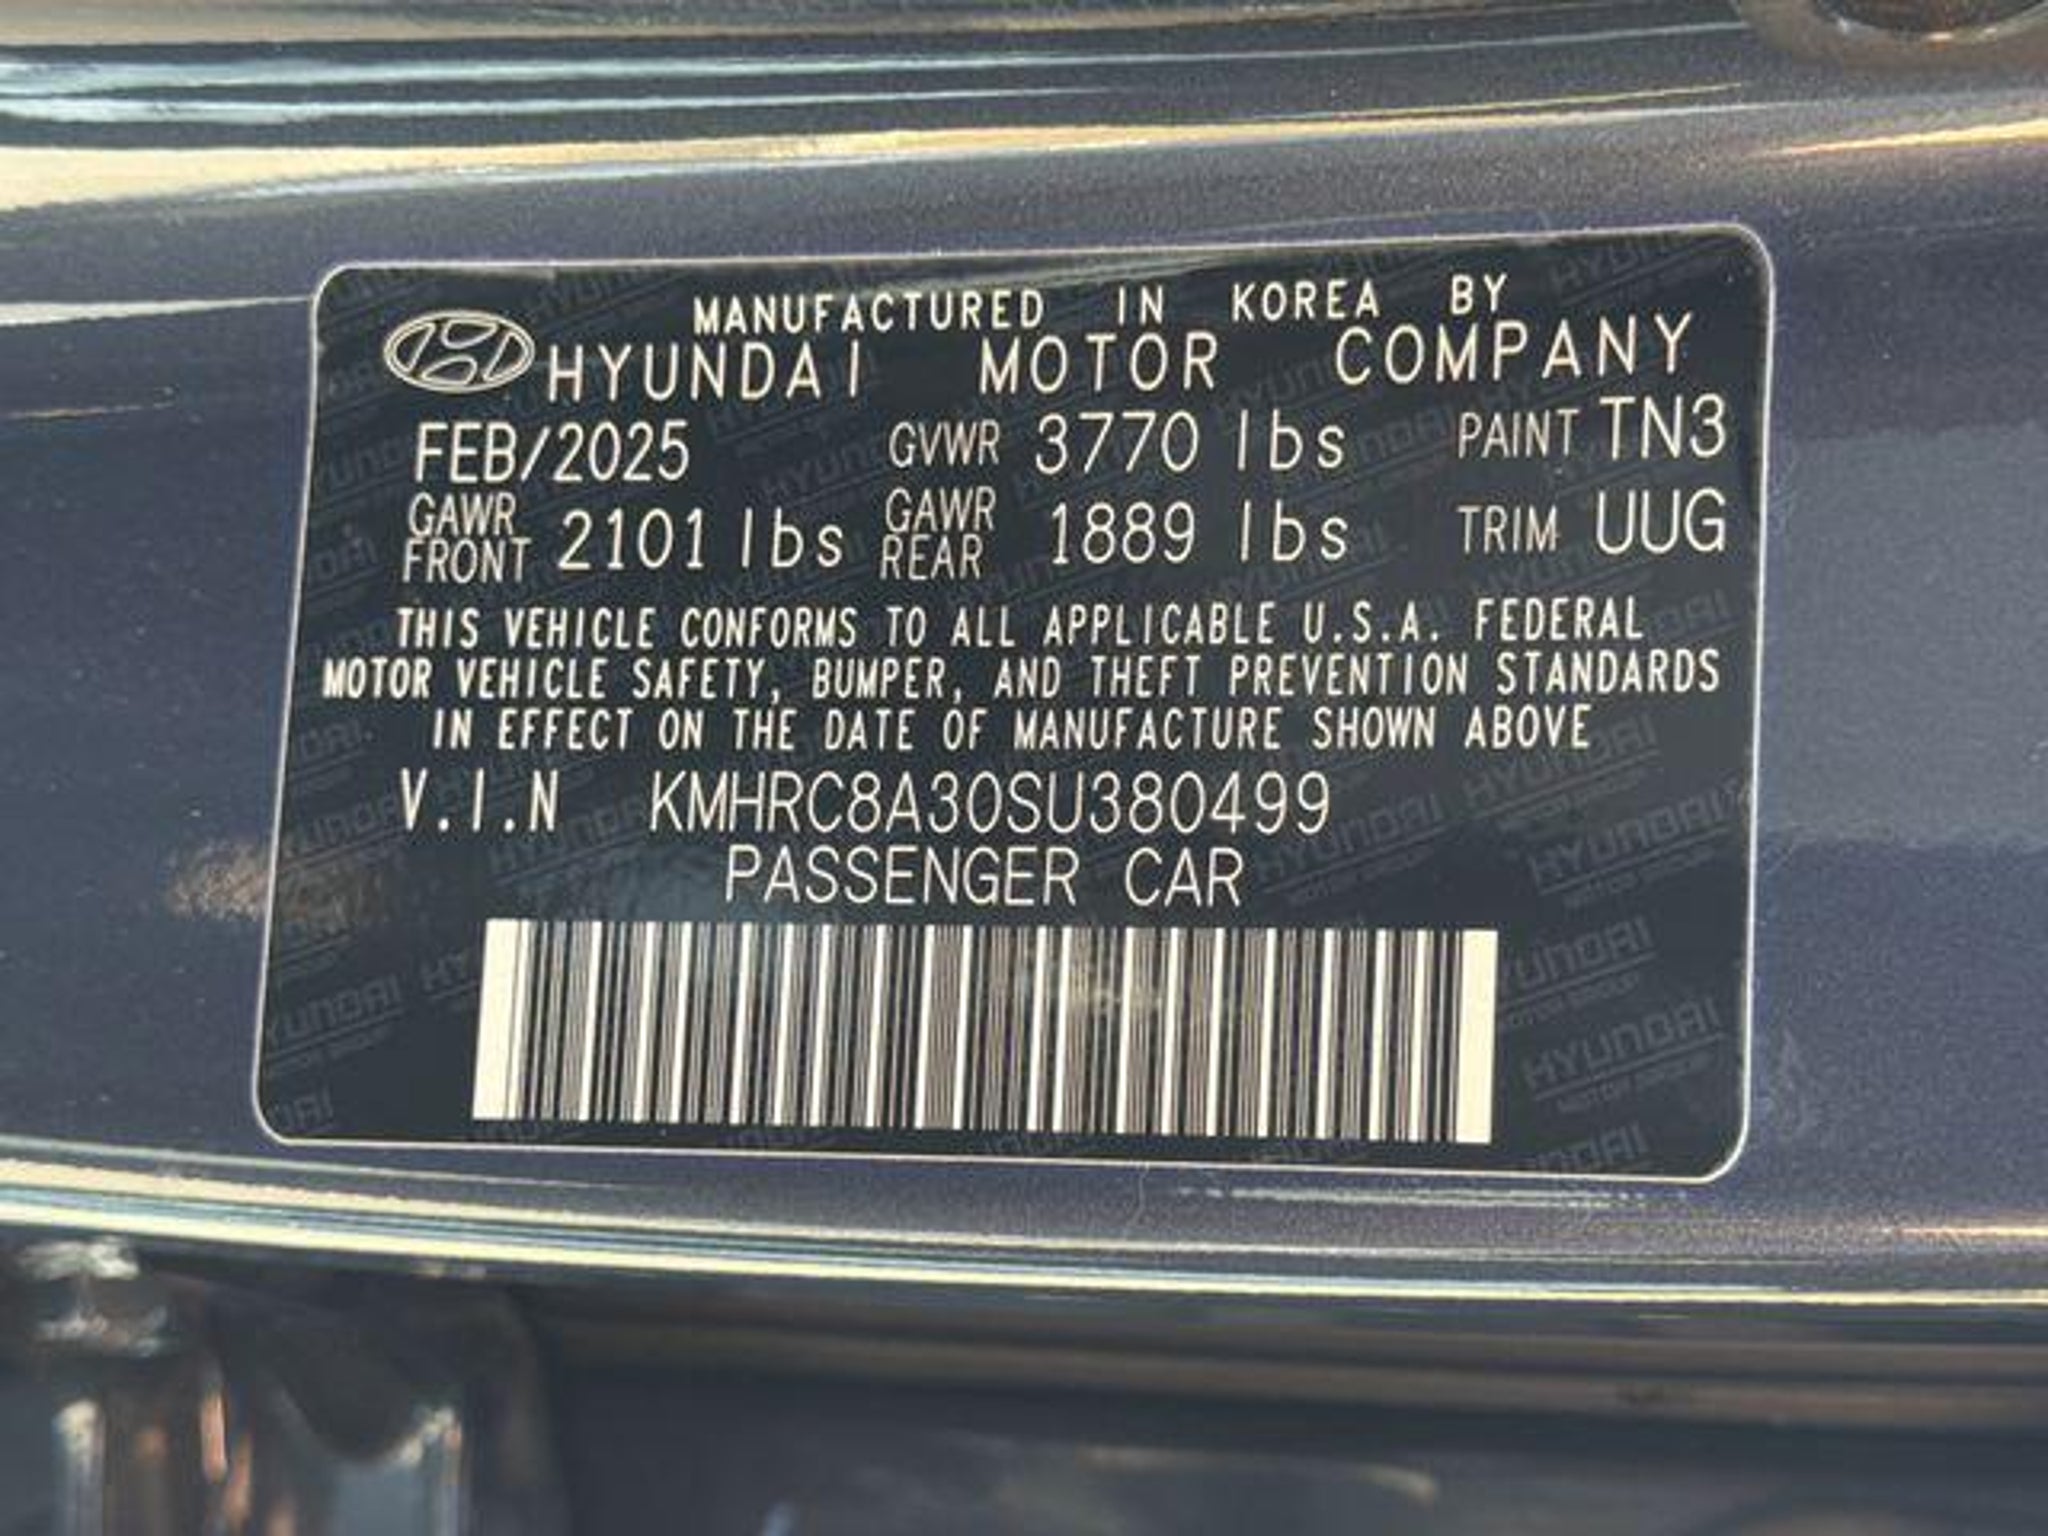 MANUFACTURED IN KOREA BY
HYUNDAI MOTOR COMPANY
FEB/2025 GVWR 3770 lbs PAINT TN3
GAWR FRONT 2101 lbs GAWR REAR 1889 lbs TRIM UUG
THIS VEHICLE CONFORMS TO ALL APPLICABLE U.S.A. FEDERAL
MOTOR VEHICLE SAFETY, BUMPER, AND THEFT PREVENTION STANDARDS
IN EFFECT ON THE DATE OF MANUFACTURE SHOWN ABOVE
V.I.N KMHRC8A30SU380499
PASSENGER CAR